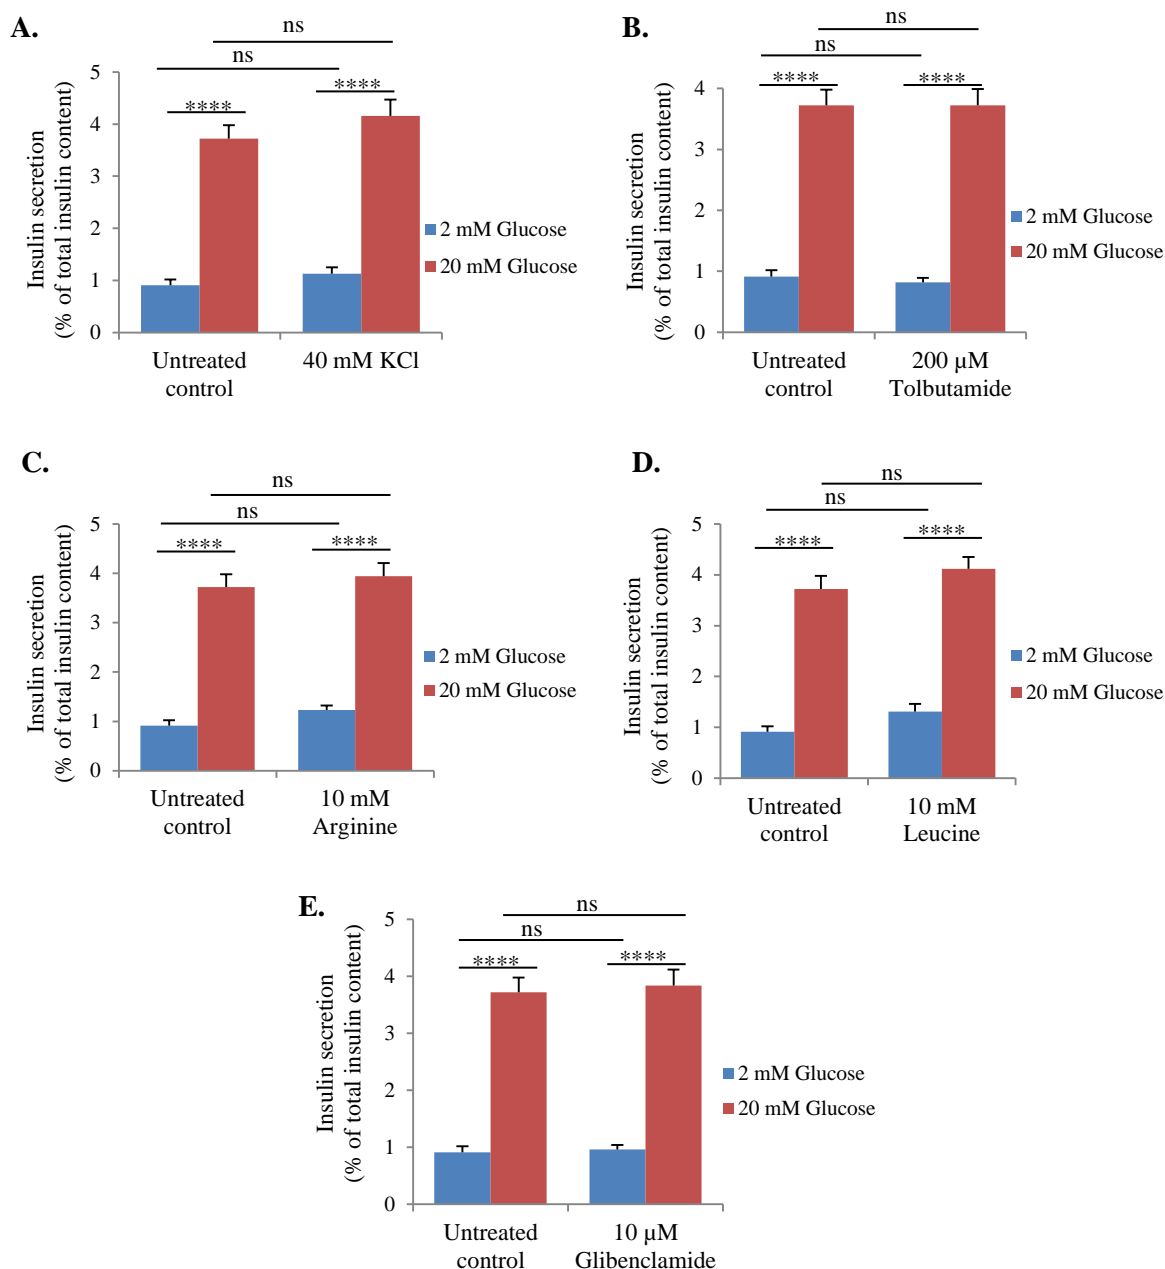 A.
ns
ns
****
****
5
4
3
2
1
0
Insulin secretion
(% of total insulin content)
2 mM Glucose
20 mM Glucose
Untreated
control
40 mM KCl
B.
ns
ns
****
****
4
3
2
1
0
Insulin secretion
(% of total insulin content)
2 mM Glucose
20 mM Glucose
Untreated
control
200 µM
Tolbutamide
C.
ns
ns
****
****
5
4
3
2
1
0
Insulin secretion
(% of total insulin content)
2 mM Glucose
20 mM Glucose
Untreated
control
10 mM
Arginine
D.
ns
ns
****
****
5
4
3
2
1
0
Insulin secretion
(% of total insulin content)
2 mM Glucose
20 mM Glucose
Untreated
control
10 mM
Leucine
E.
ns
ns
****
****
5
4
3
2
1
0
Insulin secretion
(% of total insulin content)
2 mM Glucose
20 mM Glucose
Untreated
control
10 µM
Glibenclamide